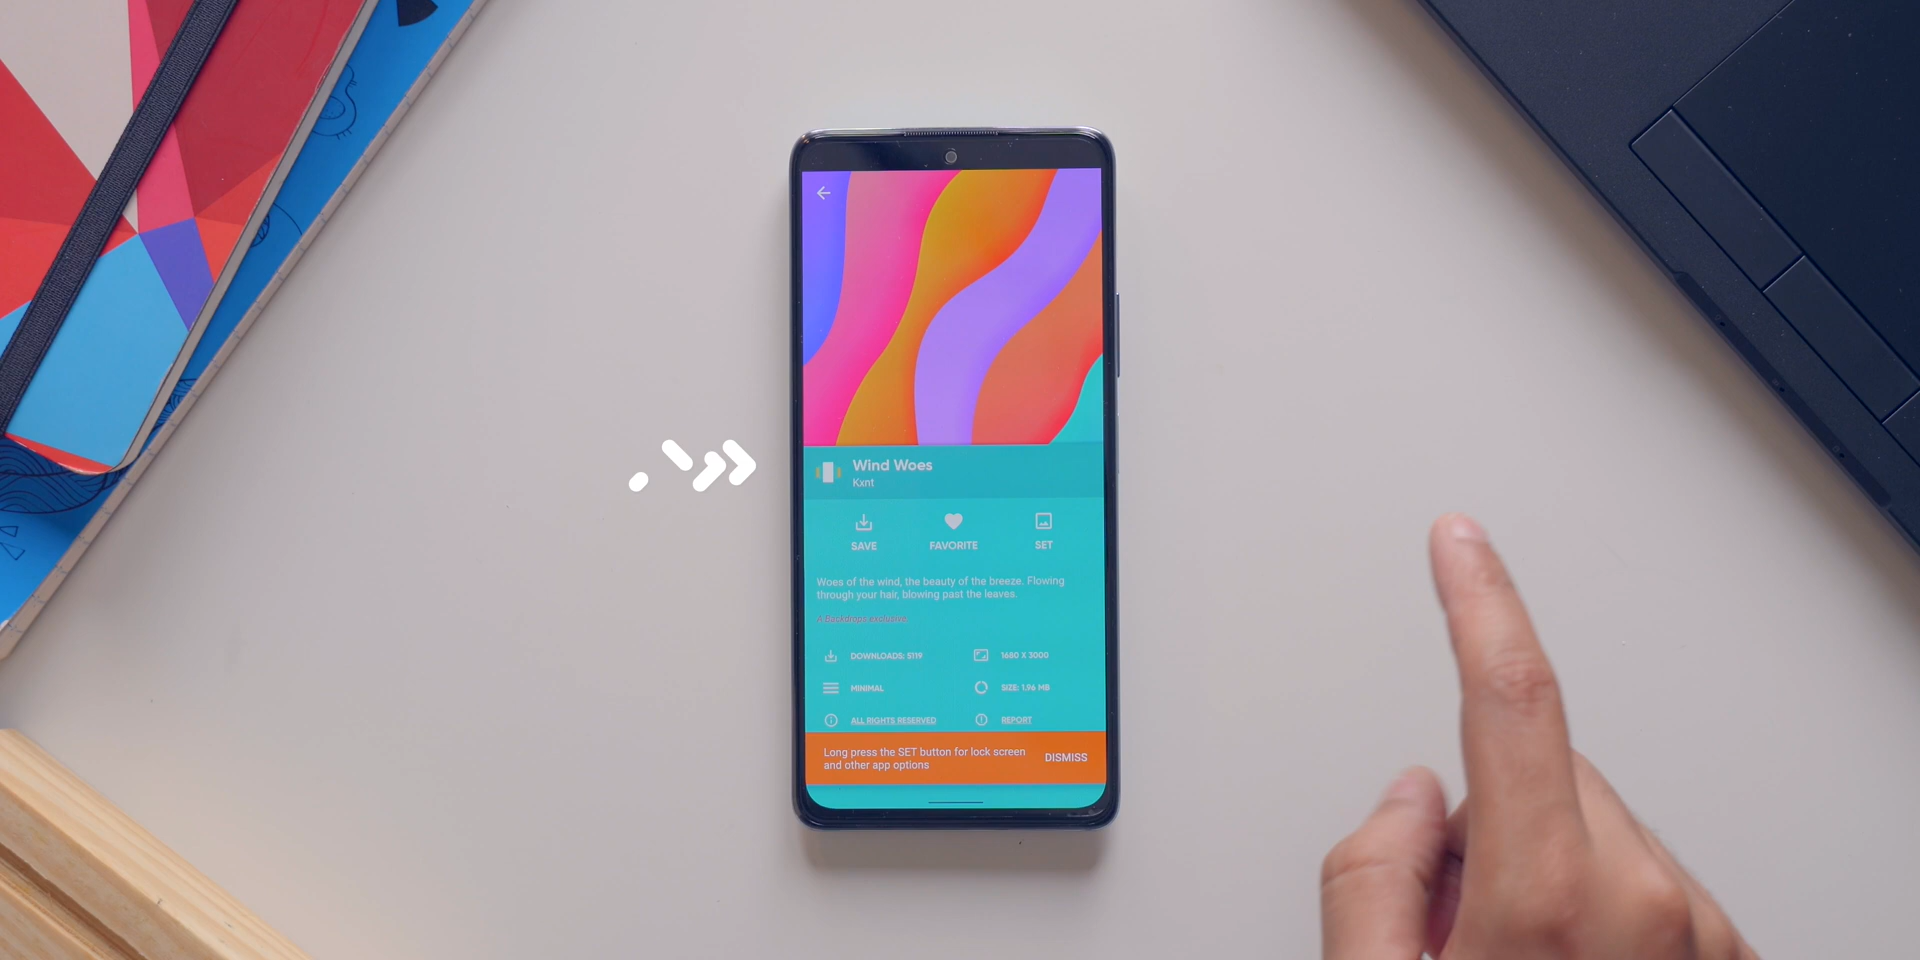 Wind Woes
Kxnt
SAVE
FAVORITE
SET
Woes of the wind, the beauty of the breeze. Flowing
through your hair, blowing past the leaves.
A Backdrops exclusive.
DOWNLOADS: 5119
1680 X 3000
MINIMAL
SIZE: 1.96 MB
ALL RIGHTS RESERVED
REPORT
Long press the SET button for lock screen
and other app options
DISMISS